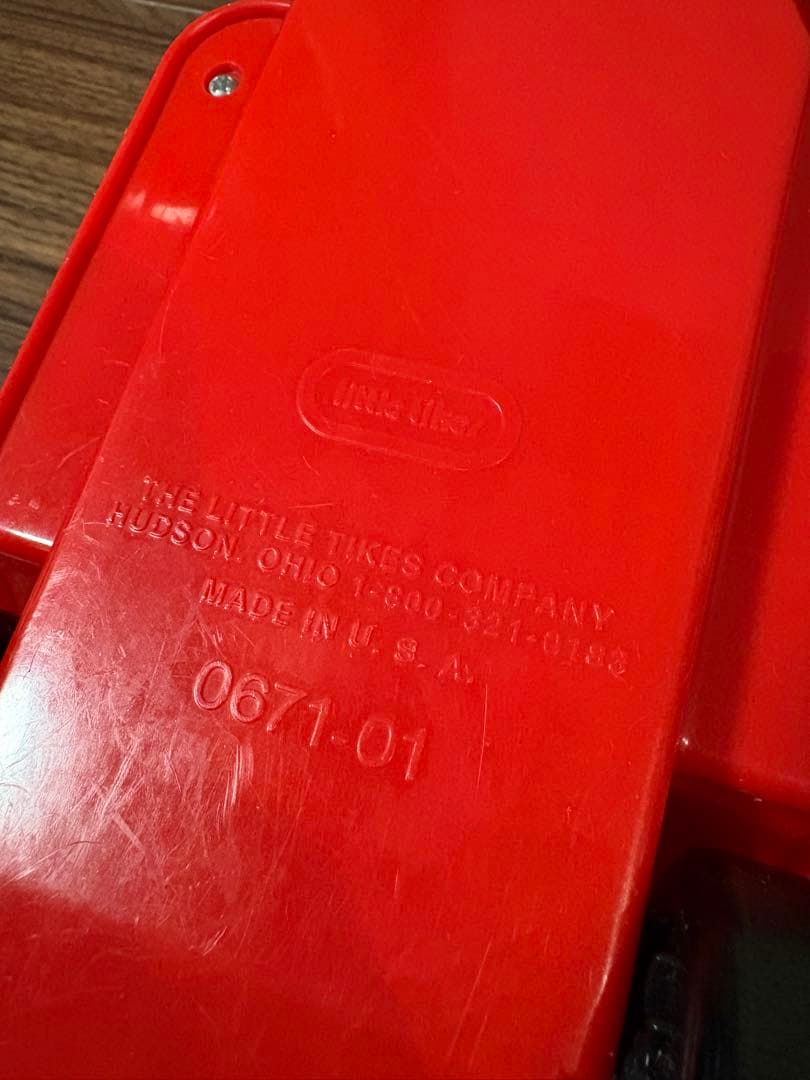 little tikes
THE LITTLE TIKES COMPANY
HUDSON, OHIO 1-800-321-0183
MADE IN U. S. A.
0671-01